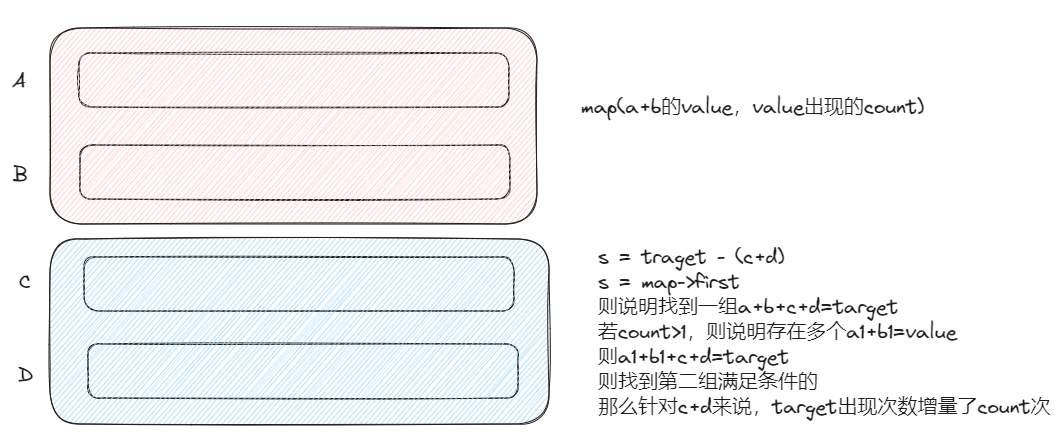 A
map(a+b的value，value出现的count)
B
C
s = traget - (c+d)
s = map->first
则说明找到一组a+b+c+d=target
若count>1，则说明存在多个a1+b1=value
D
则a1+b1+c+d=target
则找到第二组满足条件的
那么针对c+d来说，target出现次数增量了count次